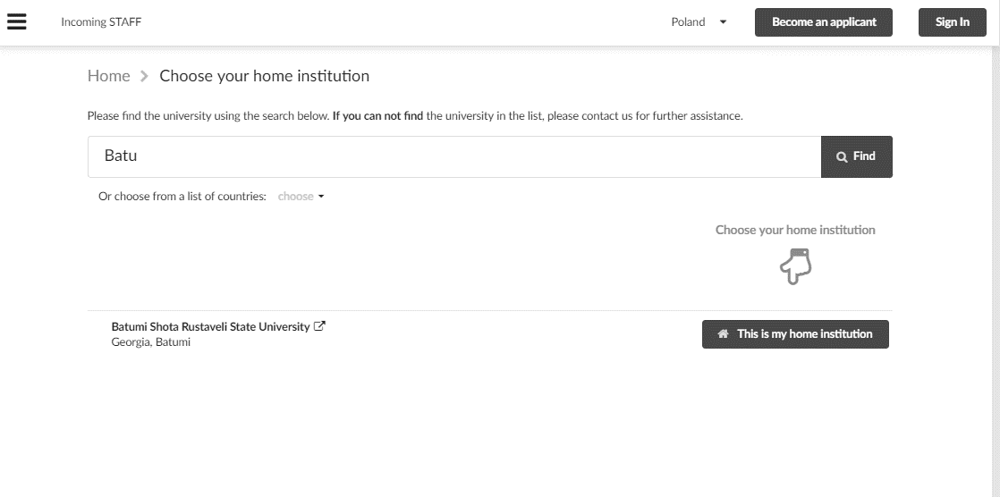 Incoming STAFF
Poland
Become an applicant
Sign In
Home
Choose your home institution
Please find the university using the search below. If you can not find the university in the list, please contact us for further assistance.
Batu
Find
Or choose from a list of countries: choose
Choose your home institution
Batumi Shota Rustaveli State University
Georgia, Batumi
This is my home institution